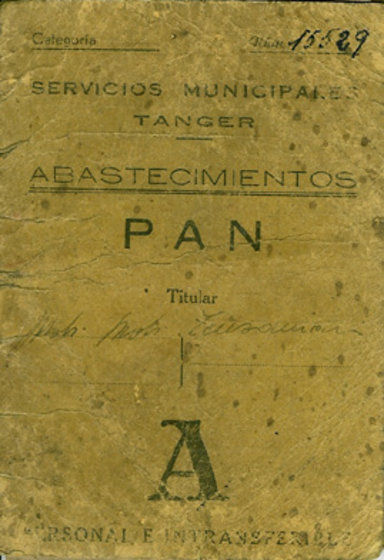 Categoría Núm. 15529
SERVICIOS MUNICIPALES
TANGER
ABASTECIMIENTOS
PAN
Titular
A
PERSONAL E INTRANSFERIBLE